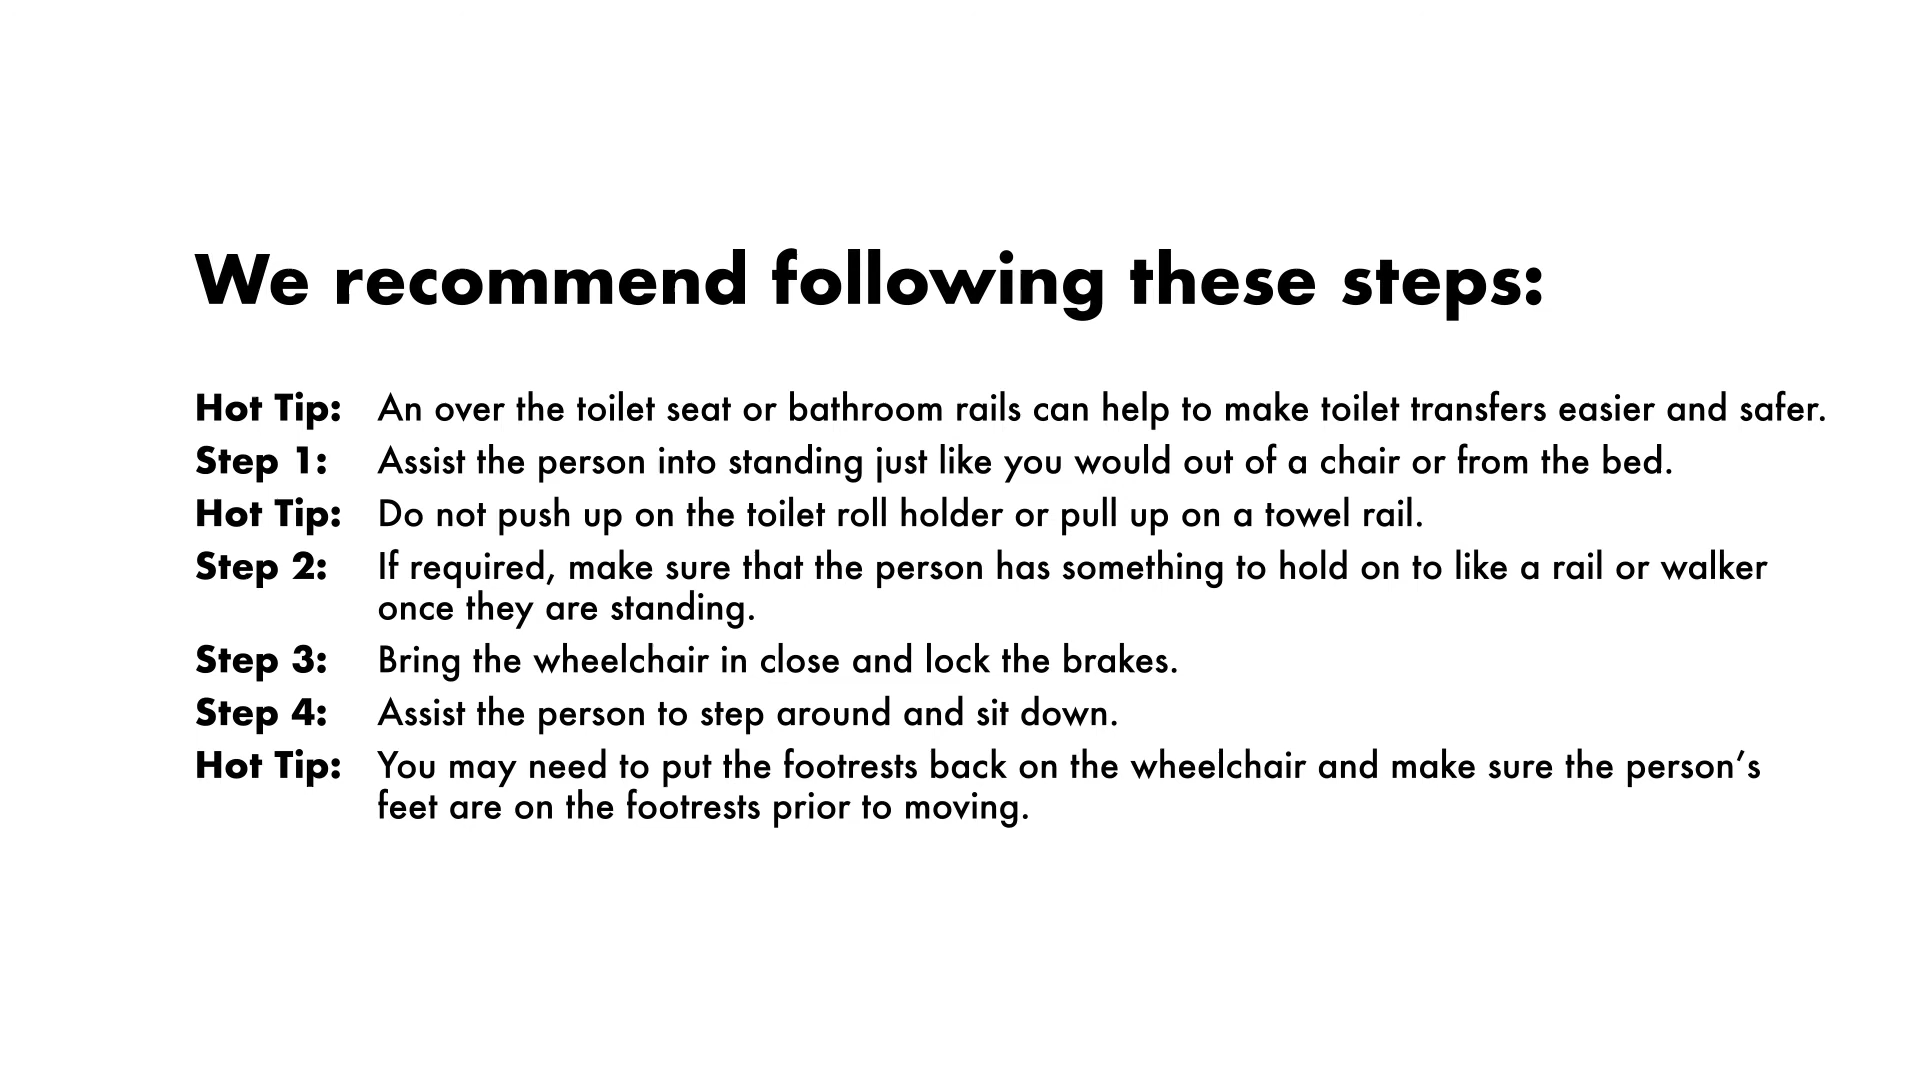 We recommend following these steps:
Hot Tip: An over the toilet seat or bathroom rails can help to make toilet transfers easier and safer.
Step 1: Assist the person into standing just like you would out of a chair or from the bed.
Hot Tip: Do not push up on the toilet roll holder or pull up on a towel rail.
Step 2: If required, make sure that the person has something to hold on to like a rail or walker
once they are standing.
Step 3: Bring the wheelchair in close and lock the brakes.
Step 4: Assist the person to step around and sit down.
Hot Tip: You may need to put the footrests back on the wheelchair and make sure the person’s
feet are on the footrests prior to moving.